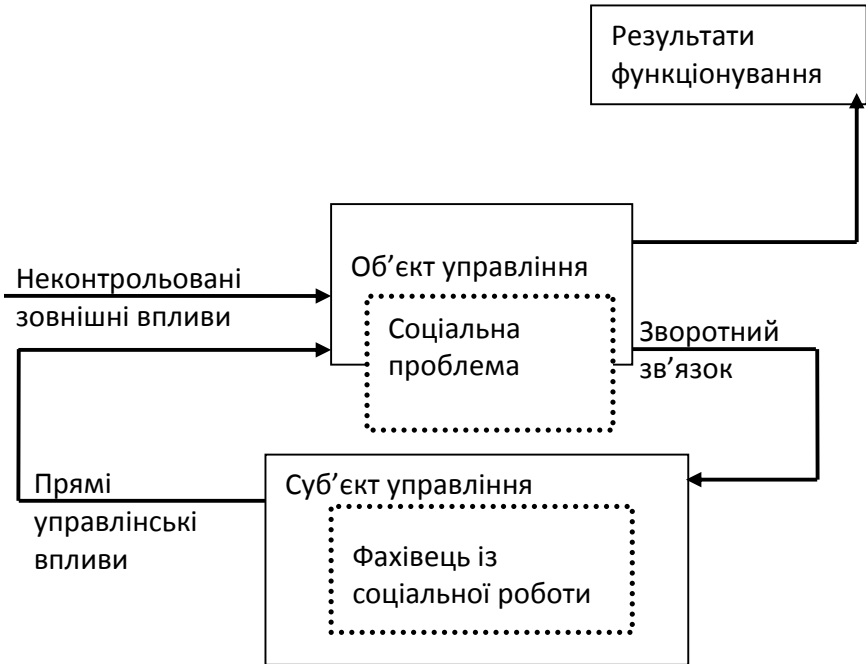 Результати
функціонування
Об’єкт управління
Неконтрольовані
зовнішні впливи
Соціальна
проблема
Зворотний
зв’язок
Прямі
управлінські
впливи
Суб’єкт управління
Фахівець із
соціальної роботи